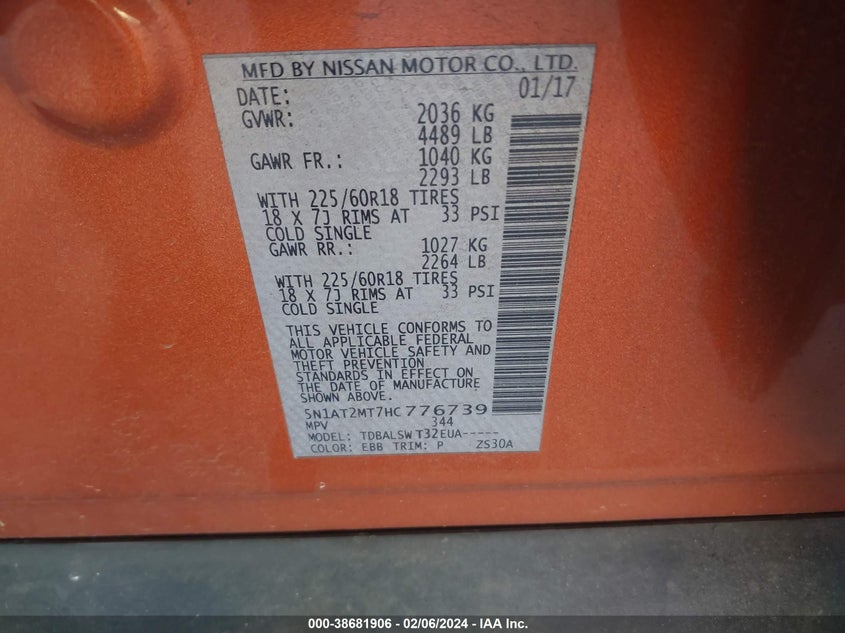 MFD BY NISSAN MOTOR CO., LTD.
DATE: 01/17
GVWR: 2036 KG
4489 LB
GAWR FR.: 1040 KG
2293 LB
WITH 225/60R18 TIRES
18 X 7J RIMS AT 33 PSI
COLD SINGLE
GAWR RR.: 1027 KG
2264 LB
WITH 225/60R18 TIRES
18 X 7J RIMS AT 33 PSI
COLD SINGLE
THIS VEHICLE CONFORMS TO
ALL APPLICABLE FEDERAL
MOTOR VEHICLE SAFETY AND
THEFT PREVENTION
STANDARDS IN EFFECT ON
THE DATE OF MANUFACTURE
SHOWN ABOVE.
5N1AT2MT7HC776739
MPV 344
MODEL: TDBALSW T32EUA-----
COLOR: EBB TRIM: P ZS30A
000-38681906 - 02/06/2024 - IAA Inc.